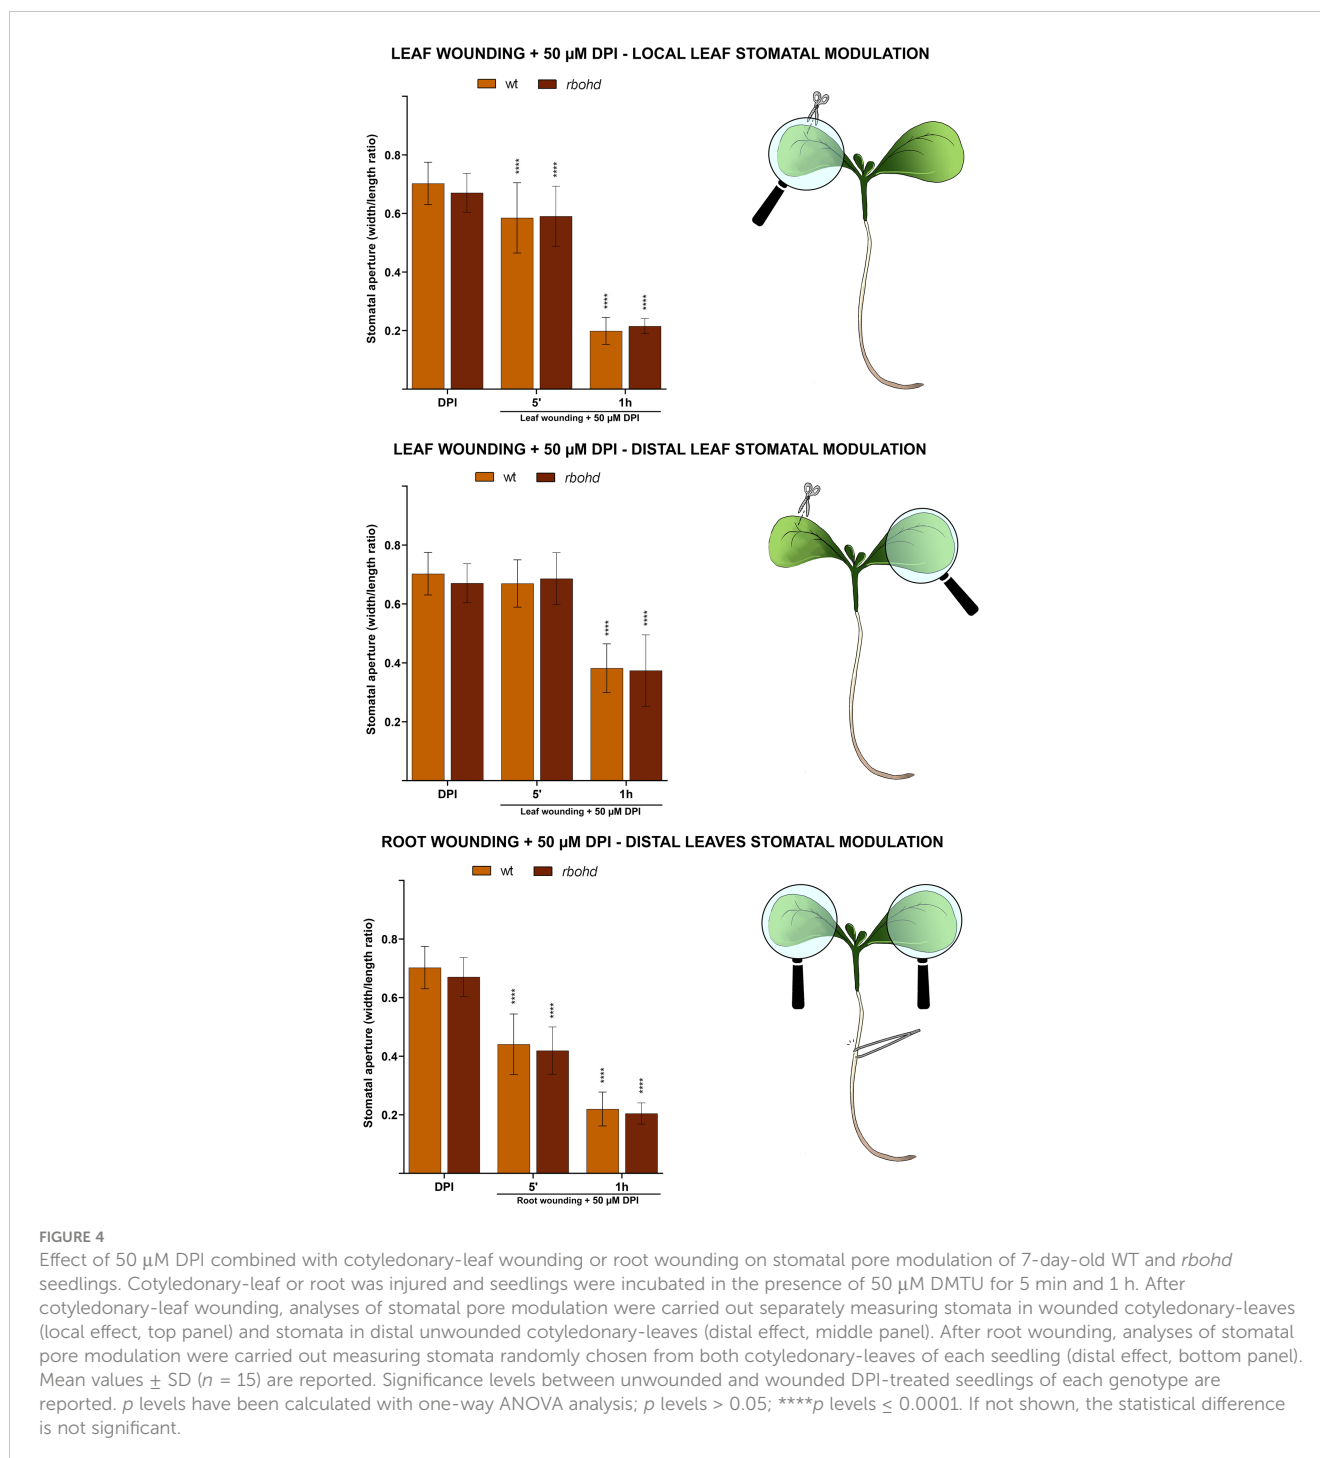 LEAF WOUNDING + 50 µM DPI - LOCAL LEAF STOMATAL MODULATION
wt rbohd
Stomatal aperture (width/length ratio)
0.8
0.6
0.4
0.2
**** ****
**** ****
DPI 5' 1h
Leaf wounding + 50 µM DPI
LEAF WOUNDING + 50 µM DPI - DISTAL LEAF STOMATAL MODULATION
wt rbohd
Stomatal aperture (width/length ratio)
0.8
0.6
0.4
0.2
**** ****
DPI 5' 1h
Leaf wounding + 50 µM DPI
ROOT WOUNDING + 50 µM DPI - DISTAL LEAVES STOMATAL MODULATION
wt rbohd
Stomatal aperture (width/length ratio)
0.8
0.6
0.4
0.2
**** ****
**** ****
DPI 5' 1h
Root wounding + 50 µM DPI
FIGURE 4
Effect of 50 µM DPI combined with cotyledonary-leaf wounding or root wounding on stomatal pore modulation of 7-day-old WT and rbohd
seedlings. Cotyledonary-leaf or root was injured and seedlings were incubated in the presence of 50 µM DMTU for 5 min and 1 h. After
cotyledonary-leaf wounding, analyses of stomatal pore modulation were carried out separately measuring stomata in wounded cotyledonary-leaves
(local effect, top panel) and stomata in distal unwounded cotyledonary-leaves (distal effect, middle panel). After root wounding, analyses of stomatal
pore modulation were carried out measuring stomata randomly chosen from both cotyledonary-leaves of each seedling (distal effect, bottom panel).
Mean values ± SD (n = 15) are reported. Significance levels between unwounded and wounded DPI-treated seedlings of each genotype are
reported. p levels have been calculated with one-way ANOVA analysis; p levels > 0.05; ****p levels ≤ 0.0001. If not shown, the statistical difference
is not significant.